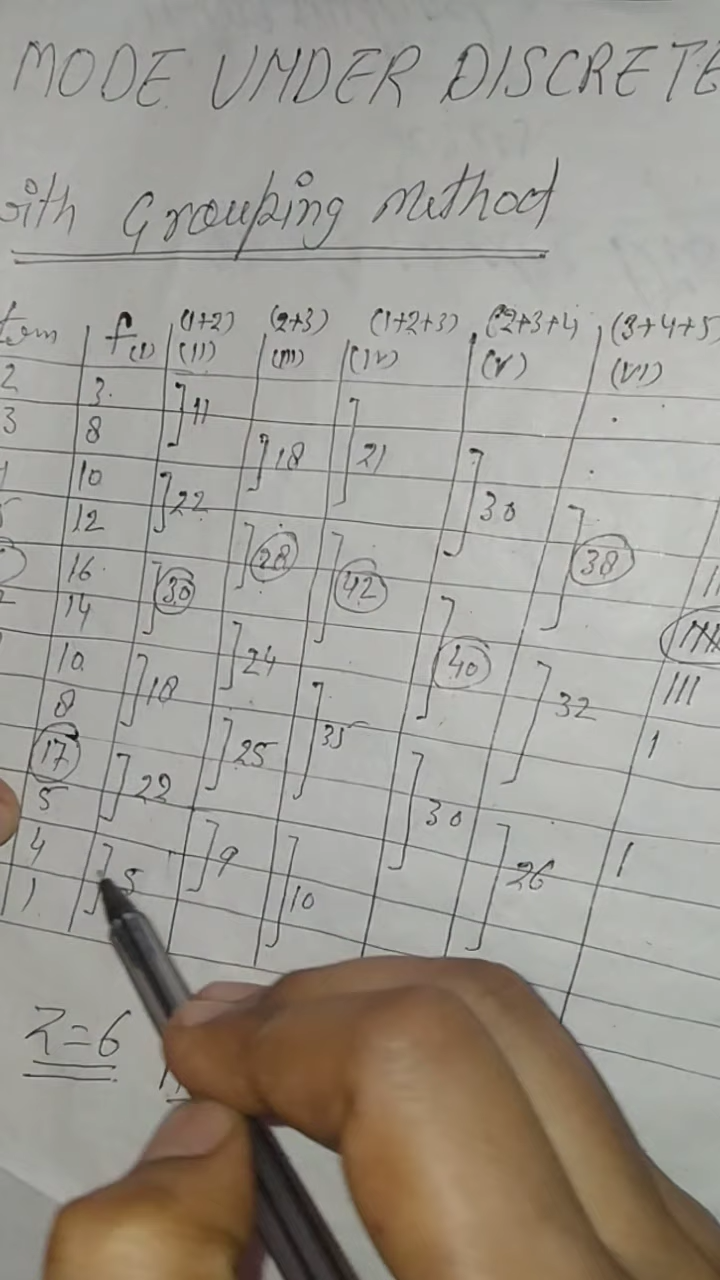 MODE UNDER DISCRETE
with Grouping method
f(I) (1+2) (II) (2+3) (III) (1+2+3) (IV) (2+3+4) (V) (3+4+5) (VI)
2 3 11
3 8 18 21
10 22 30
12 28 38
16 30 42
14 40
10 18 24 32 III
8 35 I
17 22 25 30
5 26 I
4 5 9 10
1
Z=6